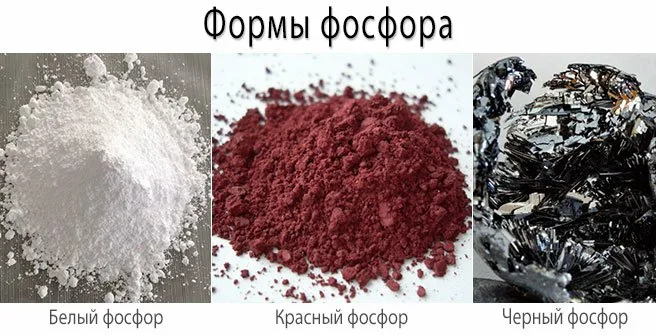 Формы фосфора
Белый фосфор
Красный фосфор
Черный фосфор